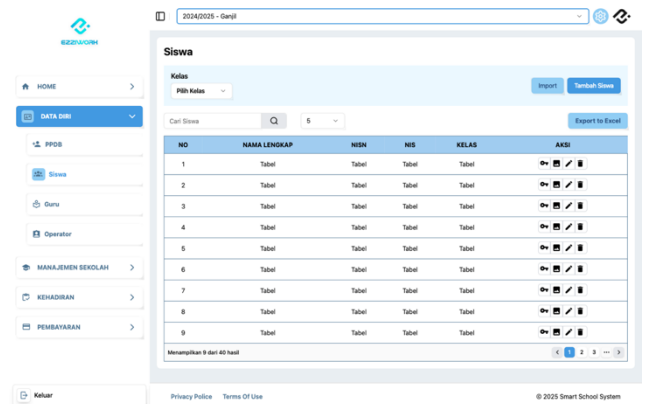 EZZIWORH
2024/2025 - Ganjil
HOME
DATA DIRI
PPDB
Siswa
Guru
Operator
MANAJEMEN SEKOLAH
KEHADIRAN
PEMBAYARAN
Keluar
Siswa
Kelas
Pilih Kelas
Import
Tambah Siswa
Cari Siswa
5
Export to Excel
NO NAMA LENGKAP NISN NIS KELAS AKSI
1 Tabel Tabel Tabel Tabel
2 Tabel Tabel Tabel Tabel
3 Tabel Tabel Tabel Tabel
4 Tabel Tabel Tabel Tabel
5 Tabel Tabel Tabel Tabel
6 Tabel Tabel Tabel Tabel
7 Tabel Tabel Tabel Tabel
8 Tabel Tabel Tabel Tabel
9 Tabel Tabel Tabel Tabel
Menampilkan 9 dari 40 hasil
1 2 3 ...
Privacy Police Terms Of Use
© 2025 Smart School System